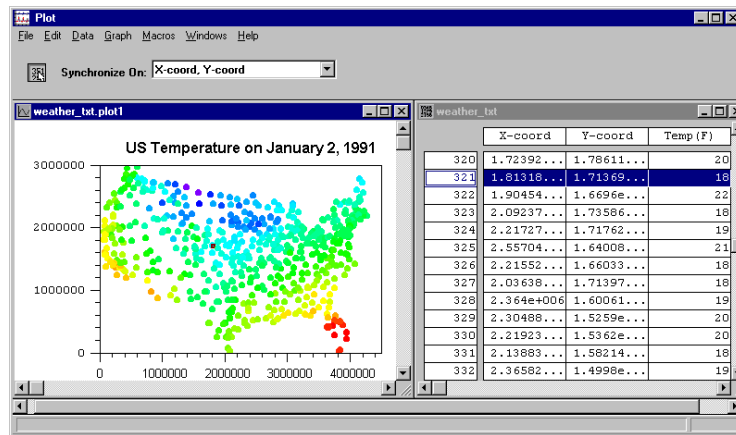 Plot
File Edit Data Graph Macros Windows Help
Synchronize On: X-coord, Y-coord
weather_txt.plot1
US Temperature on January 2, 1991
3000000
2000000
1000000
0
0 1000000 2000000 3000000 4000000
weather_txt
X-coord Y-coord Temp(F)
320 1.72392... 1.78611... 20
321 1.81318... 1.71369... 18
322 1.90454... 1.6696e... 22
323 2.09237... 1.73586... 18
324 2.21727... 1.71762... 19
325 2.55704... 1.64008... 21
326 2.21552... 1.66033... 18
327 2.03638... 1.71397... 18
328 2.364e+006 1.60061... 19
329 2.30488... 1.5259e... 20
330 2.21923... 1.5362e... 20
331 2.13883... 1.58214... 18
332 2.36582... 1.4998e... 19